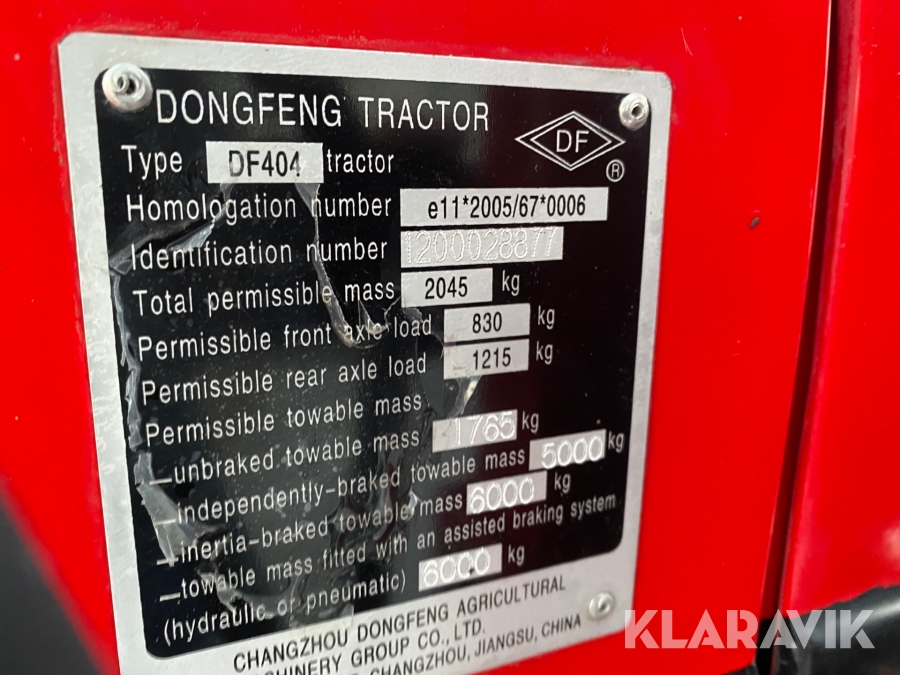 DONGFENG TRACTOR
DF
®
Type DF404 tractor
Homologation number e11*2005/67*0006
Identification number 1200028877
Total permissible mass 2045 kg
Permissible front axle load 830 kg
Permissible rear axle load 1215 kg
Permissible towable mass
—unbraked towable mass 1765 kg
—independently-braked towable mass 5000 kg
—inertia-braked towable mass 6000 kg
—towable mass fitted with an assisted braking system
(hydraulic or pneumatic) 6000 kg
CHANGZHOU DONGFENG AGRICULTURAL
GROUP CO., LTD.
CHANGZHOU, JIANGSU, CHINA
KLARAVIK